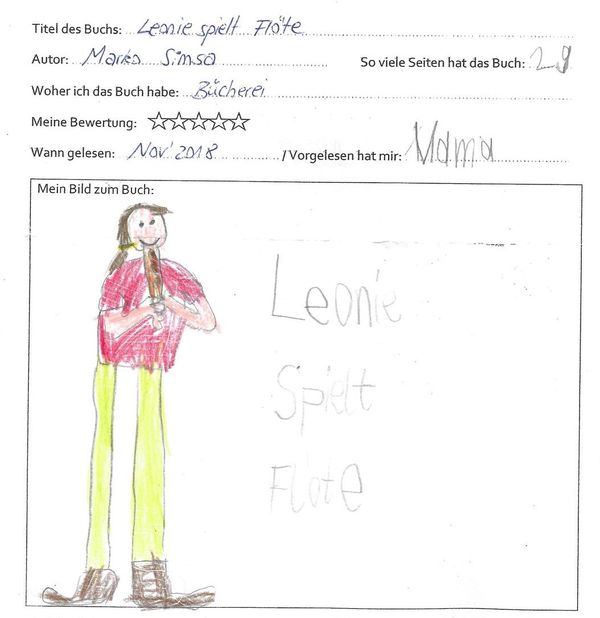 Titel des Buchs: Leonie spielt Flöte
Autor: Marko Simsa So viele Seiten hat das Buch: 29
Woher ich das Buch habe: Bücherei
Meine Bewertung: ☆☆☆☆☆
Wann gelesen: Nov' 2018 / Vorgelesen hat mir: Mama
Mein Bild zum Buch:
Leonie
Spielt
Flöte